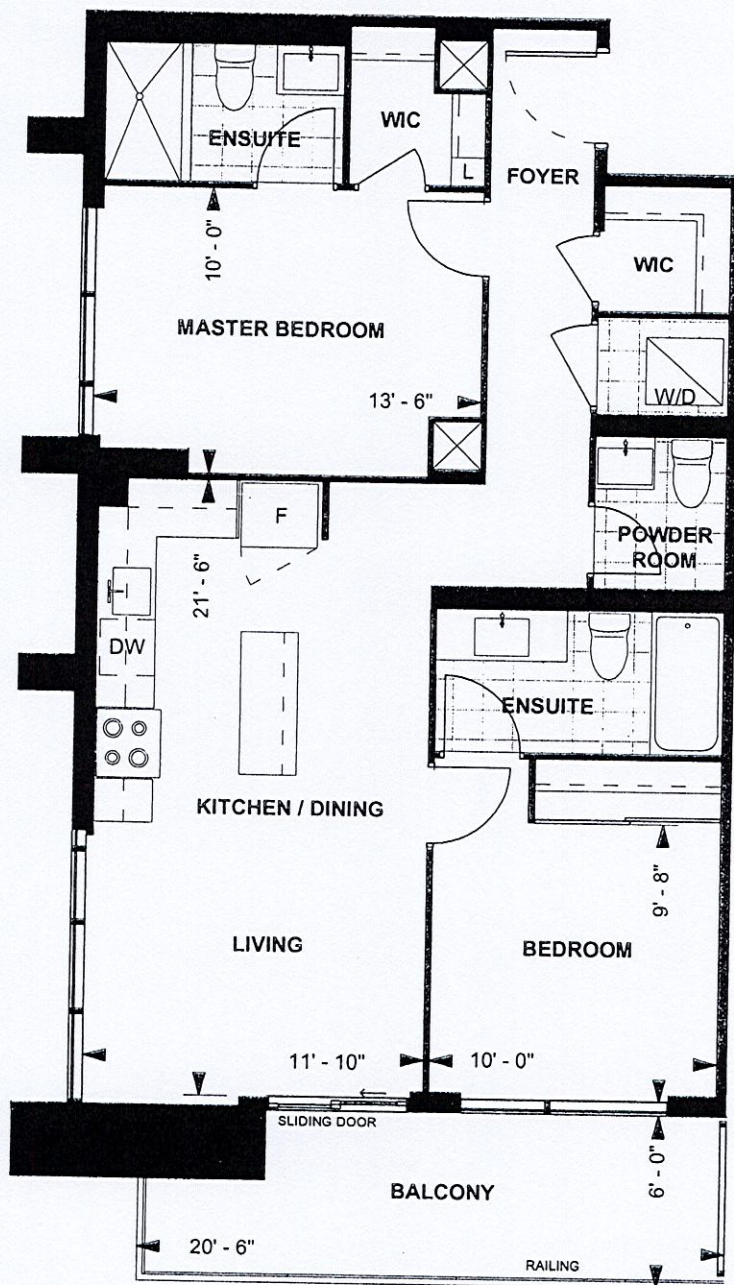 ENSUITE
WIC
L
FOYER
WIC
10' - 0"
MASTER BEDROOM
13' - 6"
W/D
F
POWDER
ROOM
21' - 6"
DW
ENSUITE
KITCHEN / DINING
9' - 8"
LIVING
BEDROOM
11' - 10"
10' - 0"
SLIDING DOOR
6' - 0"
BALCONY
20' - 6"
RAILING